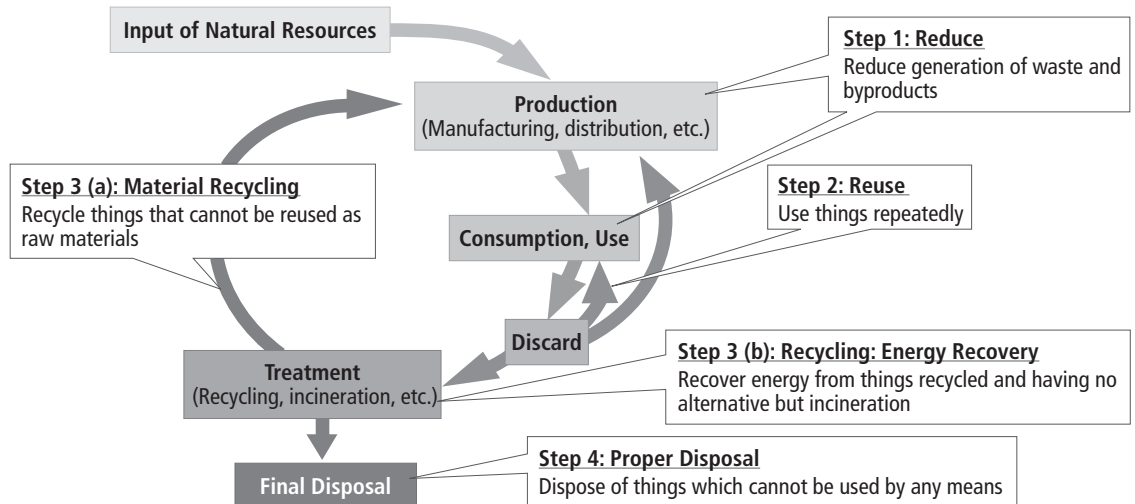 Input of Natural Resources
Step 1: Reduce
Reduce generation of waste and
byproducts
Production
(Manufacturing, distribution, etc.)
Step 3 (a): Material Recycling
Recycle things that cannot be reused as
raw materials
Step 2: Reuse
Use things repeatedly
Consumption, Use
Discard
Step 3 (b): Recycling: Energy Recovery
Recover energy from things recycled and having no
alternative but incineration
Treatment
(Recycling, incineration, etc.)
Step 4: Proper Disposal
Dispose of things which cannot be used by any means
Final Disposal